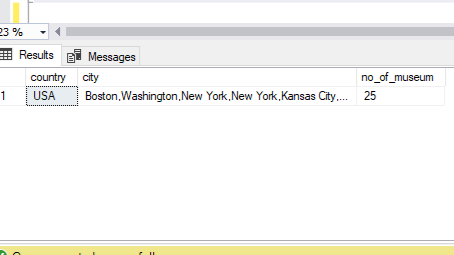 23 %
Results Messages
country city no_of_museum
1 USA Boston,Washington,New York,New York,Kansas City,... 25